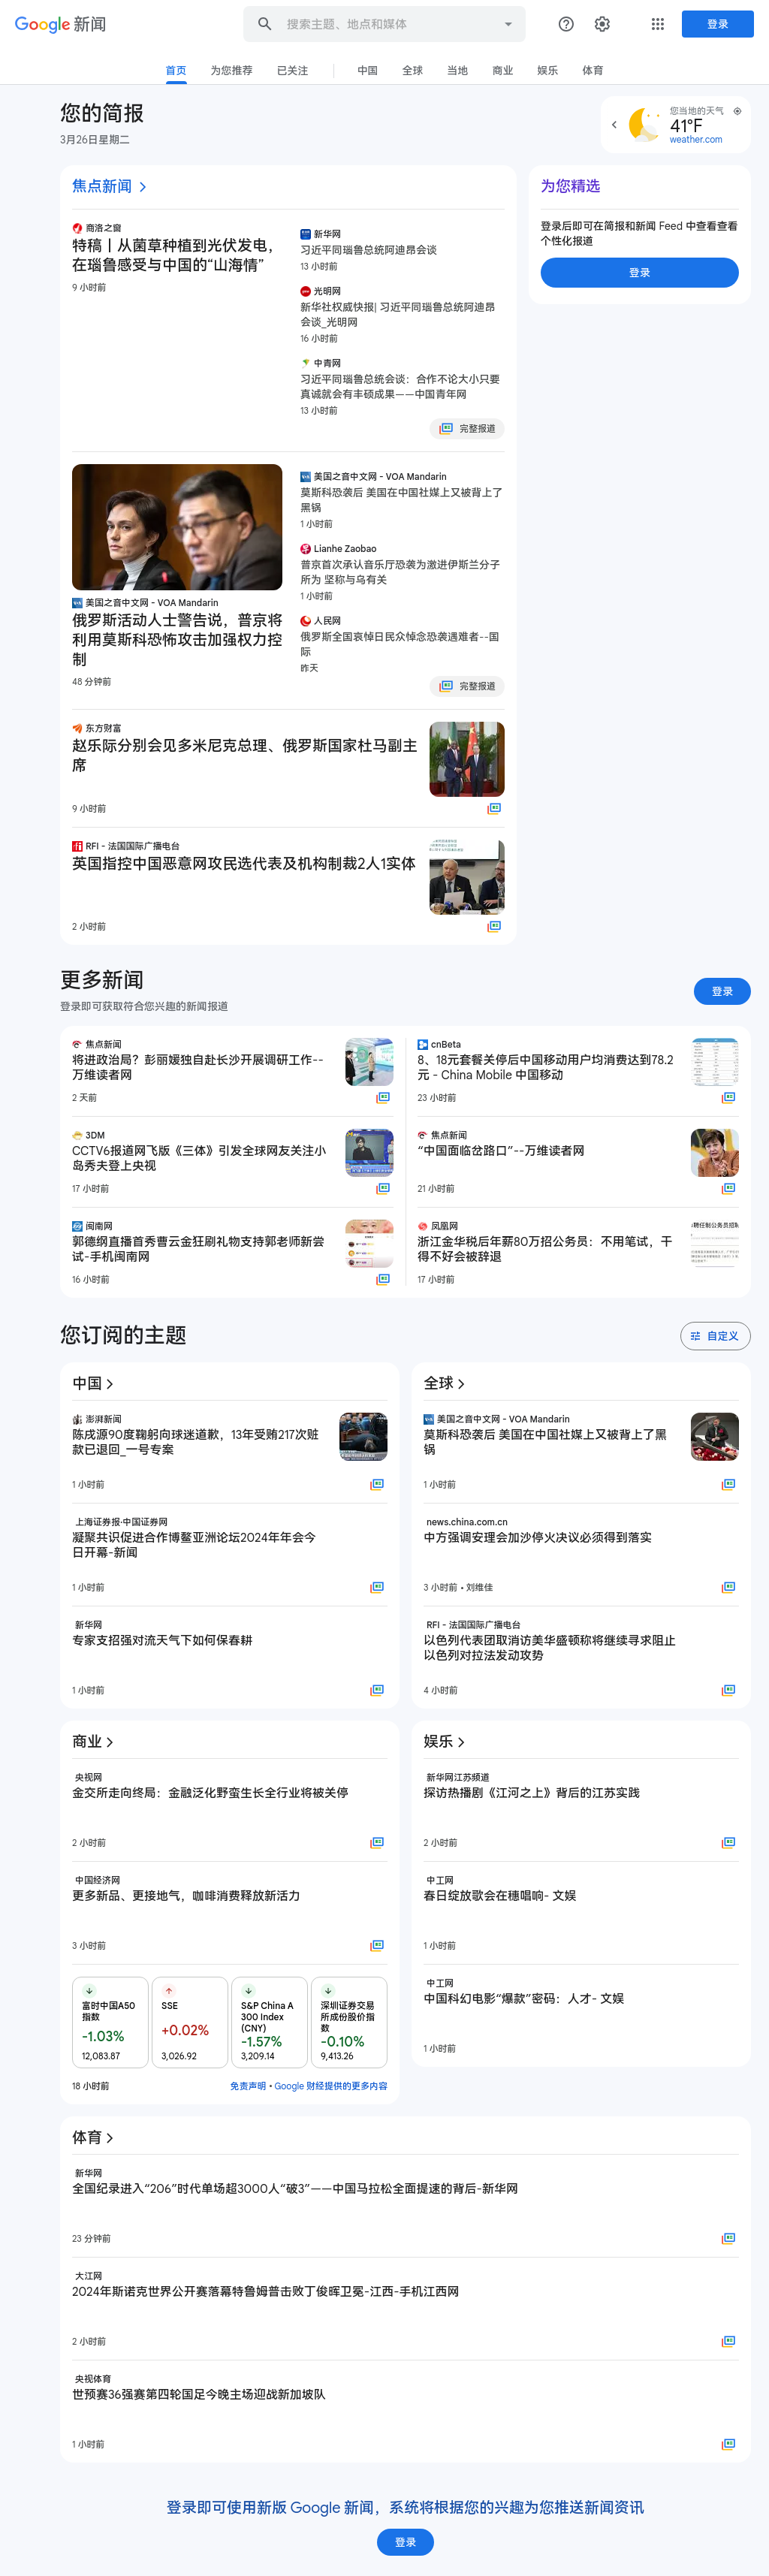 Google 新闻
搜索主题、地点和媒体
登录
首页
为您推荐
已关注
中国
全球
当地
商业
娱乐
体育
您的简报
3月26日星期二
您当地的天气
41°F
weather.com
焦点新闻
商洛之窗
特稿丨从菌草种植到光伏发电，
在瑙鲁感受与中国的“山海情”
9 小时前
新华网
习近平同瑙鲁总统阿迪昂会谈
13 小时前
光明网
新华社权威快报| 习近平同瑙鲁总统阿迪昂
会谈_光明网
16 小时前
中青网
习近平同瑙鲁总统会谈：合作不论大小只要
真诚就会有丰硕成果——中国青年网
13 小时前
完整报道
为您精选
登录后即可在简报和新闻 Feed 中查看查看
个性化报道
登录
美国之音中文网 - VOA Mandarin
俄罗斯活动人士警告说，普京将
利用莫斯科恐怖攻击加强权力控
制
48 分钟前
美国之音中文网 - VOA Mandarin
莫斯科恐袭后 美国在中国社媒上又被背上了
黑锅
1 小时前
Lianhe Zaobao
普京首次承认音乐厅恐袭为激进伊斯兰分子
所为 坚称与乌有关
1 小时前
人民网
俄罗斯全国哀悼日民众悼念恐袭遇难者--国
际
昨天
完整报道
东方财富
赵乐际分别会见多米尼克总理、俄罗斯国家杜马副主
席
9 小时前
RFI - 法国国际广播电台
英国指控中国恶意网攻民选代表及机构制裁2人1实体
2 小时前
更多新闻
登录即可获取符合您兴趣的新闻报道
登录
焦点新闻
将进政治局？彭丽媛独自赴长沙开展调研工作--
万维读者网
2 天前
cnBeta
8、18元套餐关停后中国移动用户均消费达到78.2
元 - China Mobile 中国移动
23 小时前
3DM
CCTV6报道网飞版《三体》引发全球网友关注小
岛秀夫登上央视
17 小时前
焦点新闻
“中国面临岔路口”--万维读者网
21 小时前
闽南网
郭德纲直播首秀曹云金狂刷礼物支持郭老师新尝
试-手机闽南网
16 小时前
凤凰网
浙江金华税后年薪80万招公务员：不用笔试，干
得不好会被辞退
17 小时前
您订阅的主题
自定义
中国
澎湃新闻
陈戌源90度鞠躬向球迷道歉，13年受贿217次赃
款已退回_一号专案
1 小时前
上海证券报·中国证券网
凝聚共识促进合作博鳌亚洲论坛2024年年会今
日开幕-新闻
1 小时前
新华网
专家支招强对流天气下如何保春耕
1 小时前
全球
美国之音中文网 - VOA Mandarin
莫斯科恐袭后 美国在中国社媒上又被背上了黑
锅
1 小时前
news.china.com.cn
中方强调安理会加沙停火决议必须得到落实
3 小时前 • 刘维佳
RFI - 法国国际广播电台
以色列代表团取消访美华盛顿称将继续寻求阻止
以色列对拉法发动攻势
4 小时前
商业
央视网
金交所走向终局：金融泛化野蛮生长全行业将被关停
2 小时前
中国经济网
更多新品、更接地气，咖啡消费释放新活力
3 小时前
富时中国A50
指数
-1.03%
12,083.87
SSE
+0.02%
3,026.92
S&P China A
300 Index
(CNY)
-1.57%
3,209.14
深圳证券交易
所成份股价指
数
-0.10%
9,413.26
18 小时前
免责声明 • Google 财经提供的更多内容
娱乐
新华网江苏频道
探访热播剧《江河之上》背后的江苏实践
2 小时前
中工网
春日绽放歌会在穗唱响- 文娱
1 小时前
中工网
中国科幻电影“爆款”密码：人才- 文娱
1 小时前
体育
新华网
全国纪录进入“206”时代单场超3000人“破3”——中国马拉松全面提速的背后-新华网
23 分钟前
大江网
2024年斯诺克世界公开赛落幕特鲁姆普击败丁俊晖卫冕-江西-手机江西网
2 小时前
央视体育
世预赛36强赛第四轮国足今晚主场迎战新加坡队
1 小时前
登录即可使用新版 Google 新闻，系统将根据您的兴趣为您推送新闻资讯
登录